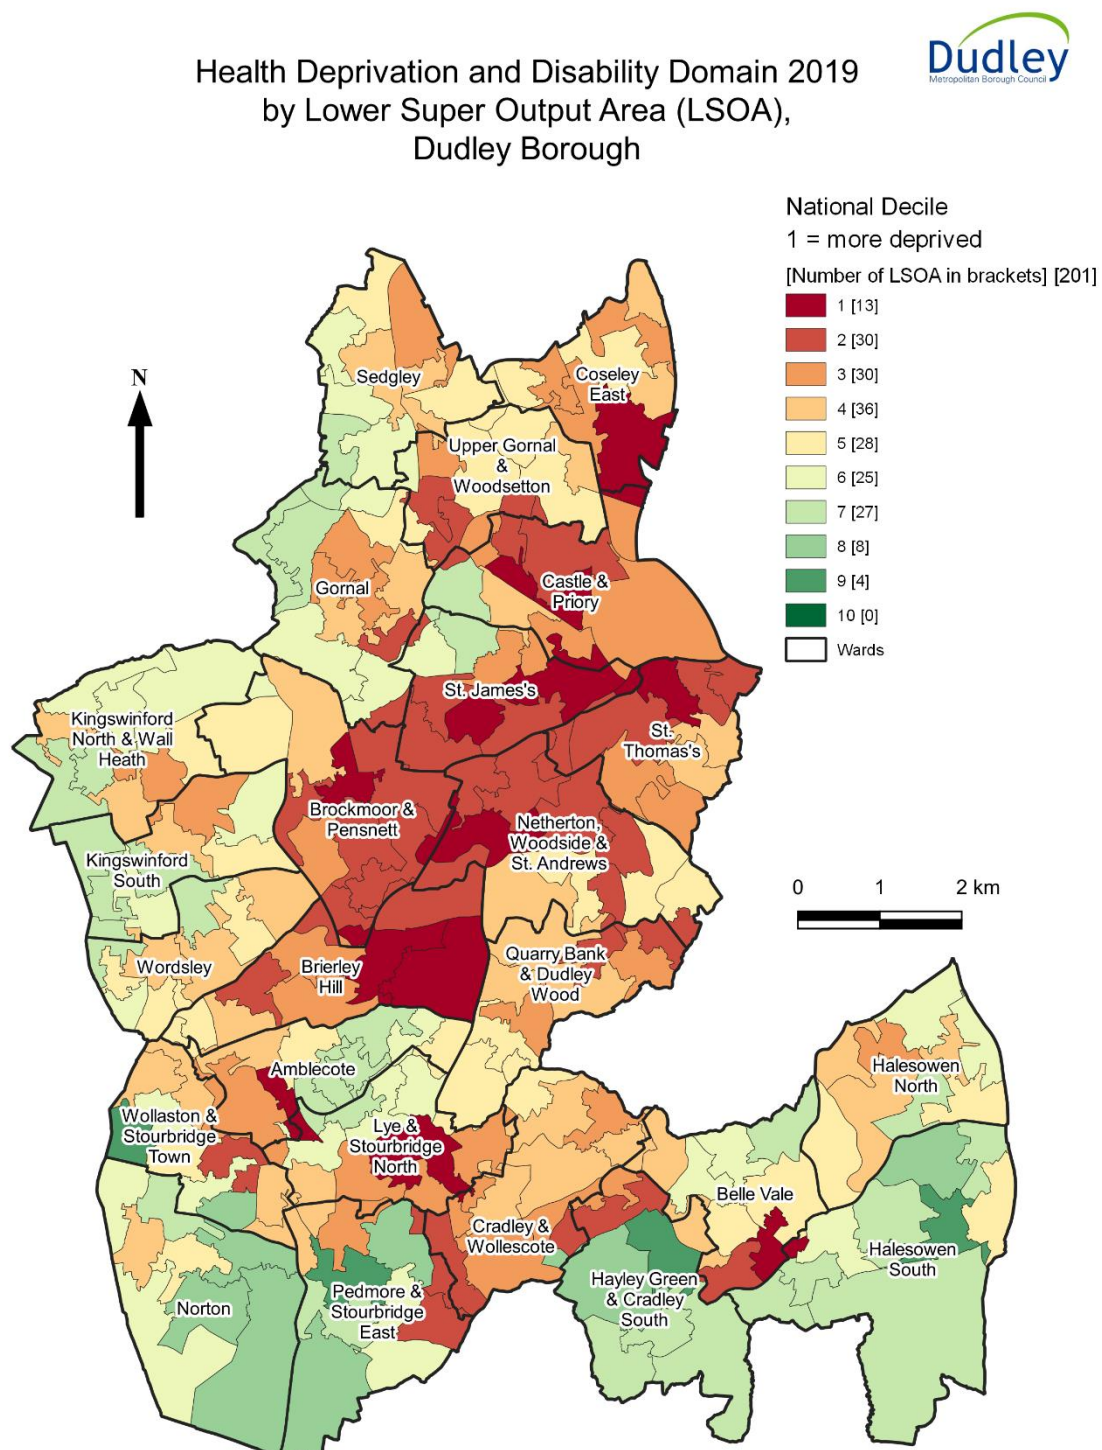 Dudley
Metropolitan Borough Council
Health Deprivation and Disability Domain 2019
by Lower Super Output Area (LSOA),
Dudley Borough
National Decile
1 = more deprived
[Number of LSOA in brackets] [201]
1 [13]
2 [30]
3 [30]
4 [36]
5 [28]
6 [25]
7 [27]
8 [8]
9 [4]
10 [0]
Wards
N
Sedgley
Coseley
East
Upper Gornal
&
Woodsetton
Gornal
Castle &
Priory
St. James's
St.
Thomas's
Kingswinford
North & Wall
Heath
Brockmoor &
Pensnett
Netherton,
Woodside &
St. Andrews
Kingswinford
South
0 1 2 km
Wordsley
Brierley
Hill
Quarry Bank
& Dudley
Wood
Amblecote
Halesowen
North
Wollaston &
Stourbridge
Town
Lye &
Stourbridge
North
Belle Vale
Cradley &
Wollescote
Halesowen
South
Hayley Green
& Cradley
South
Norton
Pedmore &
Stourbridge
East